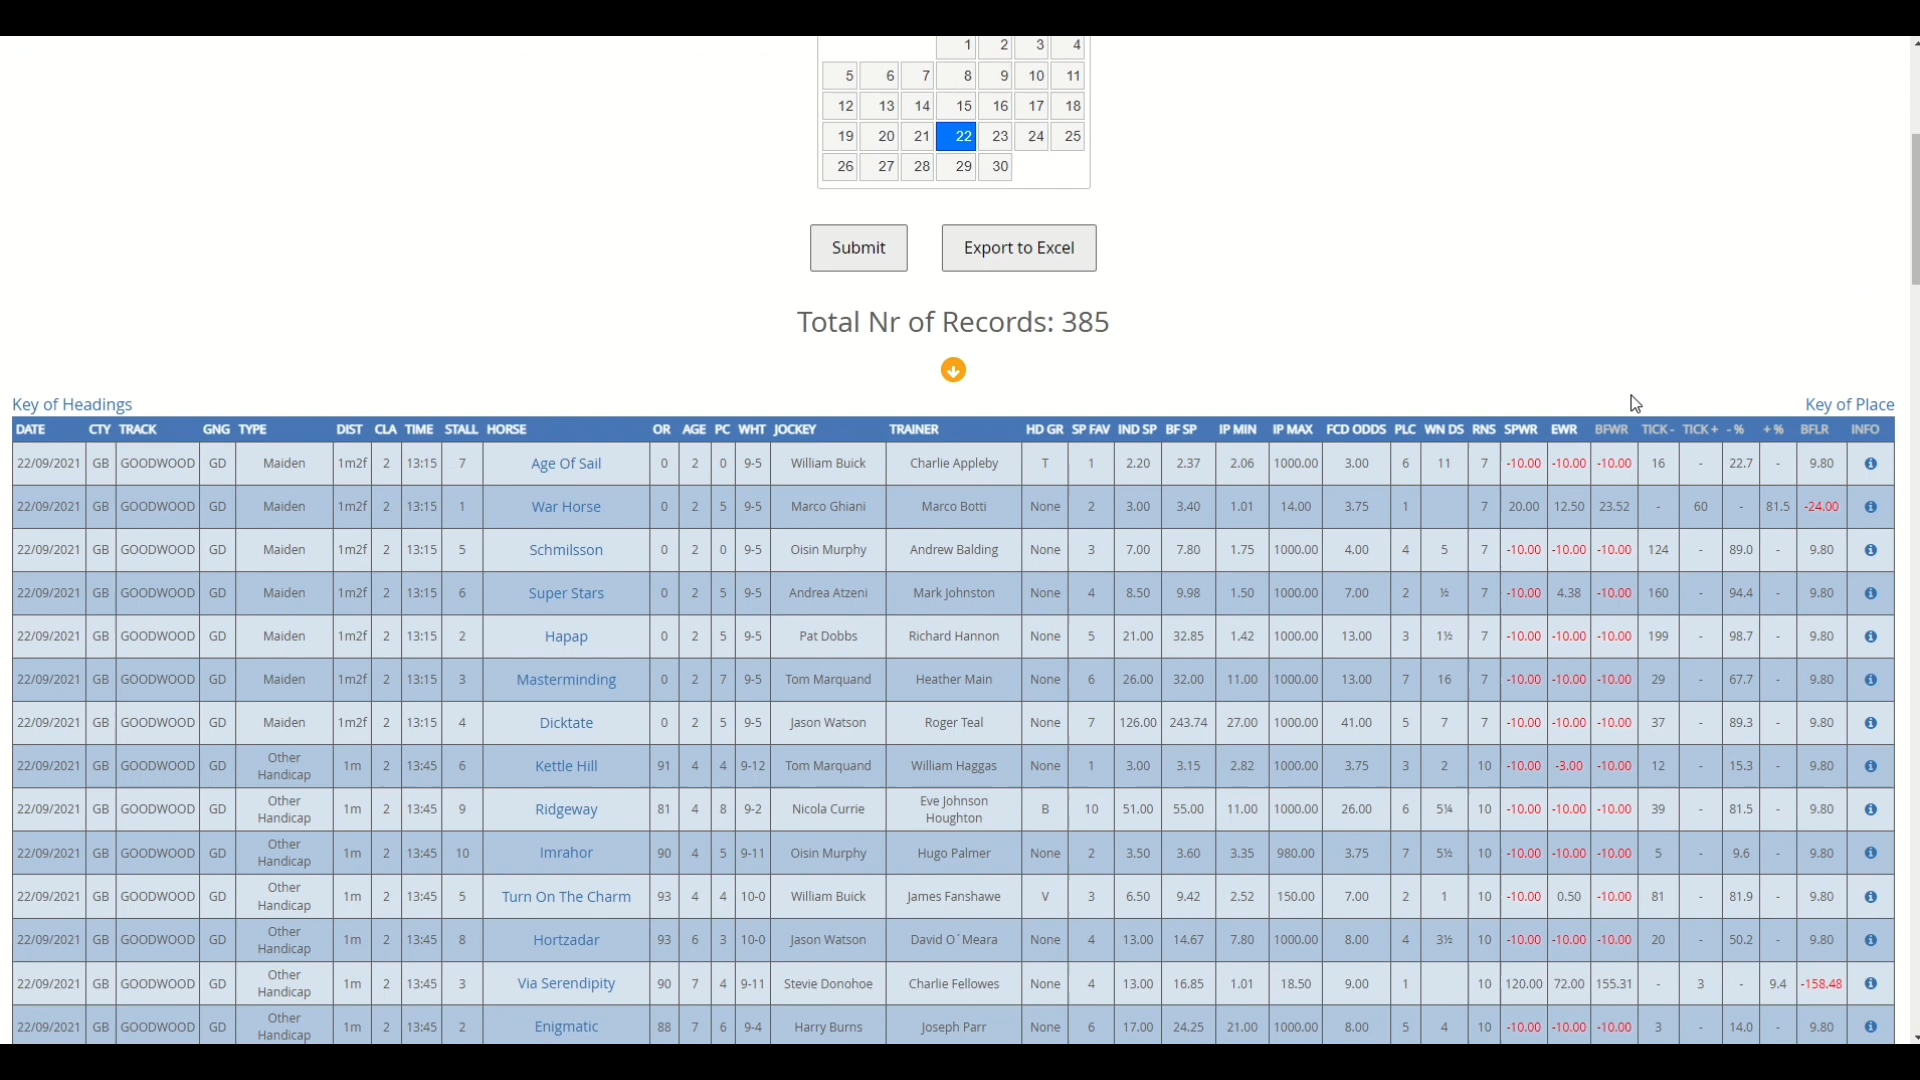 1 2 3 4
5 6 7 8 9 10 11
12 13 14 15 16 17 18
19 20 21 22 23 24 25
26 27 28 29 30
Submit Export to Excel
Total Nr of Records: 385
Key of Headings Key of Place
DATE CTY TRACK GNG TYPE DIST CLA TIME STALL HORSE OR AGE PC WHT JOCKEY TRAINER HD GR SP FAV IND SP BF SP IP MIN IP MAX FCD ODDS PLC WN DS RNS SPWR EWR BFWR TICK - TICK + - % + % BFLR INFO
22/09/2021 GB GOODWOOD GD Maiden 1m2f 2 13:15 7 Age Of Sail 0 2 0 9-5 William Buick Charlie Appleby T 1 2.20 2.37 2.06 1000.00 3.00 6 11 7 -10.00 -10.00 -10.00 16 - 22.7 - 9.80
22/09/2021 GB GOODWOOD GD Maiden 1m2f 2 13:15 1 War Horse 0 2 5 9-5 Marco Ghiani Marco Botti None 2 3.00 3.40 1.01 14.00 3.75 1 7 20.00 12.50 23.52 - 60 - 81.5 -24.00
22/09/2021 GB GOODWOOD GD Maiden 1m2f 2 13:15 5 Schmilsson 0 2 0 9-5 Oisin Murphy Andrew Balding None 3 7.00 7.80 1.75 1000.00 4.00 4 5 7 -10.00 -10.00 -10.00 124 - 89.0 - 9.80
22/09/2021 GB GOODWOOD GD Maiden 1m2f 2 13:15 6 Super Stars 0 2 5 9-5 Andrea Atzeni Mark Johnston None 4 8.50 9.98 1.50 1000.00 7.00 2 ½ 7 -10.00 4.38 -10.00 160 - 94.4 - 9.80
22/09/2021 GB GOODWOOD GD Maiden 1m2f 2 13:15 2 Hapap 0 2 5 9-5 Pat Dobbs Richard Hannon None 5 21.00 32.85 1.42 1000.00 13.00 3 1½ 7 -10.00 -10.00 -10.00 199 - 98.7 - 9.80
22/09/2021 GB GOODWOOD GD Maiden 1m2f 2 13:15 3 Masterminding 0 2 7 9-5 Tom Marquand Heather Main None 6 26.00 32.00 11.00 1000.00 13.00 7 16 7 -10.00 -10.00 -10.00 29 - 67.7 - 9.80
22/09/2021 GB GOODWOOD GD Maiden 1m2f 2 13:15 4 Dicktate 0 2 5 9-5 Jason Watson Roger Teal None 7 126.00 243.74 27.00 1000.00 41.00 5 7 7 -10.00 -10.00 -10.00 37 - 89.3 - 9.80
22/09/2021 GB GOODWOOD GD Other Handicap 1m 2 13:45 6 Kettle Hill 91 4 4 9-12 Tom Marquand William Haggas None 1 3.00 3.15 2.82 1000.00 3.75 3 2 10 -10.00 -3.00 -10.00 12 - 15.3 - 9.80
22/09/2021 GB GOODWOOD GD Other Handicap 1m 2 13:45 9 Ridgeway 81 4 8 9-2 Nicola Currie Eve Johnson Houghton B 10 51.00 55.00 11.00 1000.00 26.00 6 5¼ 10 -10.00 -10.00 -10.00 39 - 81.5 - 9.80
22/09/2021 GB GOODWOOD GD Other Handicap 1m 2 13:45 10 Imrahor 90 4 5 9-11 Oisin Murphy Hugo Palmer None 2 3.50 3.60 3.35 980.00 3.75 7 5½ 10 -10.00 -10.00 -10.00 5 - 9.6 - 9.80
22/09/2021 GB GOODWOOD GD Other Handicap 1m 2 13:45 5 Turn On The Charm 93 4 4 10-0 William Buick James Fanshawe V 3 6.50 9.42 2.52 150.00 7.00 2 1 10 -10.00 0.50 -10.00 81 - 81.9 - 9.80
22/09/2021 GB GOODWOOD GD Other Handicap 1m 2 13:45 8 Hortzadar 93 6 3 10-0 Jason Watson David O´Meara None 4 13.00 14.67 7.80 1000.00 8.00 4 3½ 10 -10.00 -10.00 -10.00 20 - 50.2 - 9.80
22/09/2021 GB GOODWOOD GD Other Handicap 1m 2 13:45 3 Via Serendipity 90 7 4 9-11 Stevie Donohoe Charlie Fellowes None 4 13.00 16.85 1.01 18.50 9.00 1 10 120.00 72.00 155.31 - 3 - 9.4 -158.48
22/09/2021 GB GOODWOOD GD Other Handicap 1m 2 13:45 2 Enigmatic 88 7 6 9-4 Harry Burns Joseph Parr None 6 17.00 24.25 21.00 1000.00 8.00 5 4 10 -10.00 -10.00 -10.00 3 - 14.0 - 9.80